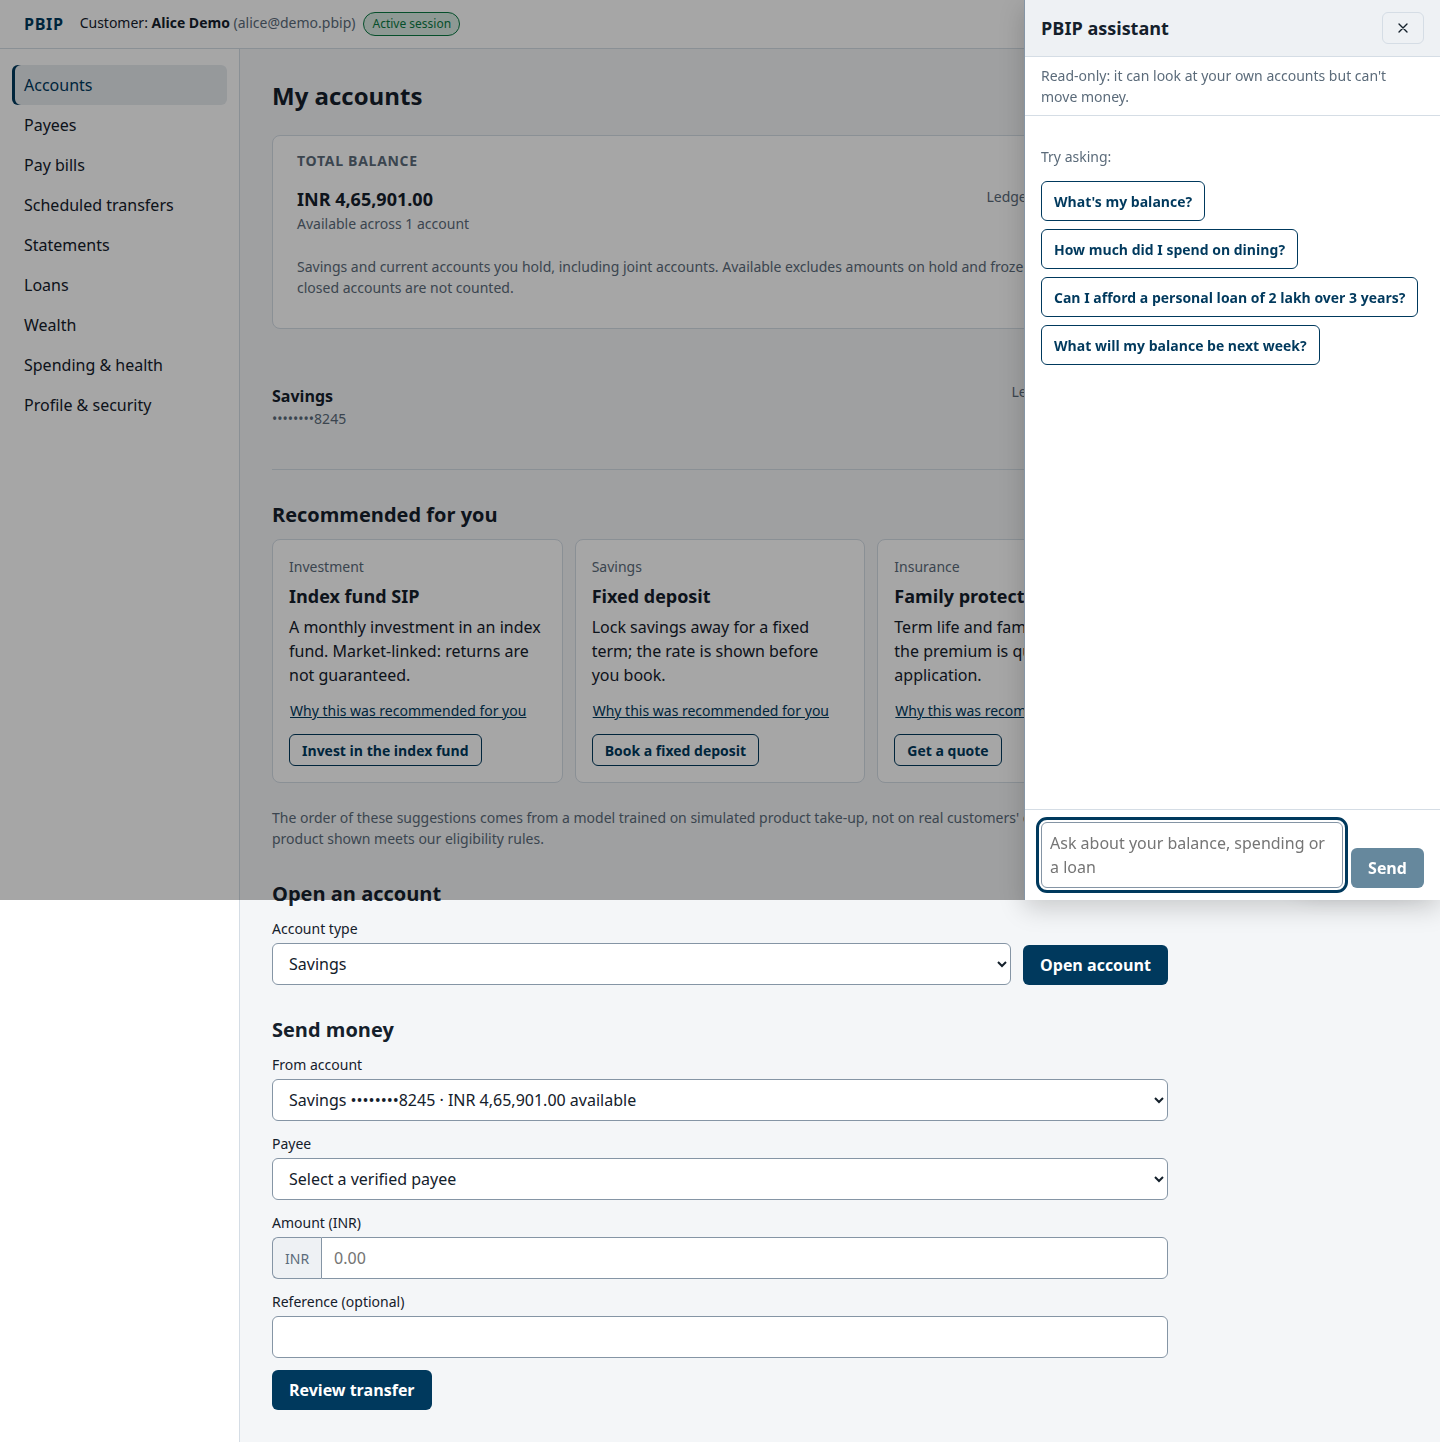 PBIP
Customer: Alice Demo (alice@demo.pbip)
Active session
Accounts
Payees
Pay bills
Scheduled transfers
Statements
Loans
Wealth
Spending & health
Profile & security
My accounts
TOTAL BALANCE
INR 4,65,901.00
Available across 1 account
Savings and current accounts you hold, including joint accounts. Available excludes amounts on hold and
closed accounts are not counted.
Savings
••••••••8245
Recommended for you
Investment
Index fund SIP
A monthly investment in an index
fund. Market-linked: returns are
not guaranteed.
Why this was recommended for you
Invest in the index fund
Savings
Fixed deposit
Lock savings away for a fixed
term; the rate is shown before
you book.
Why this was recommended for you
Book a fixed deposit
Insurance
Family protect
Term life and fam
the premium is
application.
Why this was recom
Get a quote
The order of these suggestions comes from a model trained on simulated product take-up, not on real customers'
product shown meets our eligibility rules.
Open an account
Account type
Savings
Open account
Send money
From account
Savings ••••••••8245 · INR 4,65,901.00 available
Payee
Select a verified payee
Amount (INR)
INR
0.00
Reference (optional)
Review transfer
PBIP assistant
Read-only: it can look at your own accounts but can't
move money.
Try asking:
What's my balance?
How much did I spend on dining?
Can I afford a personal loan of 2 lakh over 3 years?
What will my balance be next week?
Ask about your balance, spending or
a loan
Send